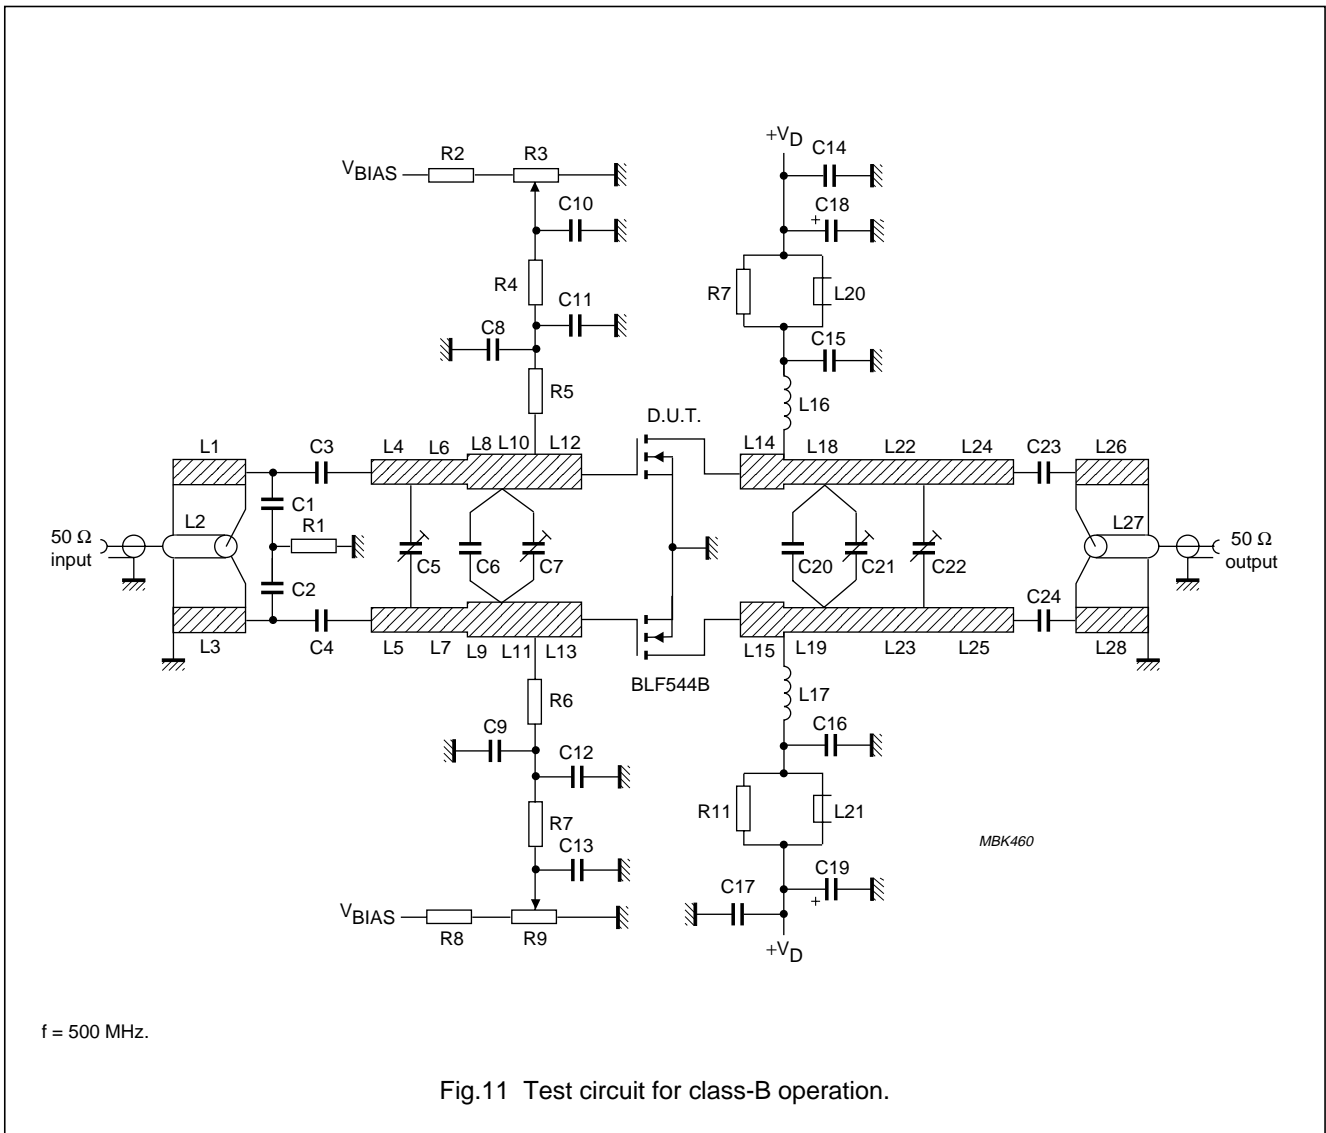 +VD
C14
R2
R3
VBIAS
C10
C18
+
R4
R7
L20
C11
C8
C15
R5
L16
D.U.T.
L1
C3
L4
L6
L8
L10
L12
L14
L18
L22
L24
C23
L26
C1
L2
R1
L27
50 Ω
input
C5
C6
C7
C20
C21
C22
50 Ω
output
C2
C24
L3
C4
L5
L7
L9
L11
L13
L15
L19
L23
L25
L28
BLF544B
R6
L17
C9
C16
C12
R11
L21
R7
MBK460
C13
C17
C19
+
VBIAS
R8
R9
+VD
f = 500 MHz.
Fig.11 Test circuit for class-B operation.